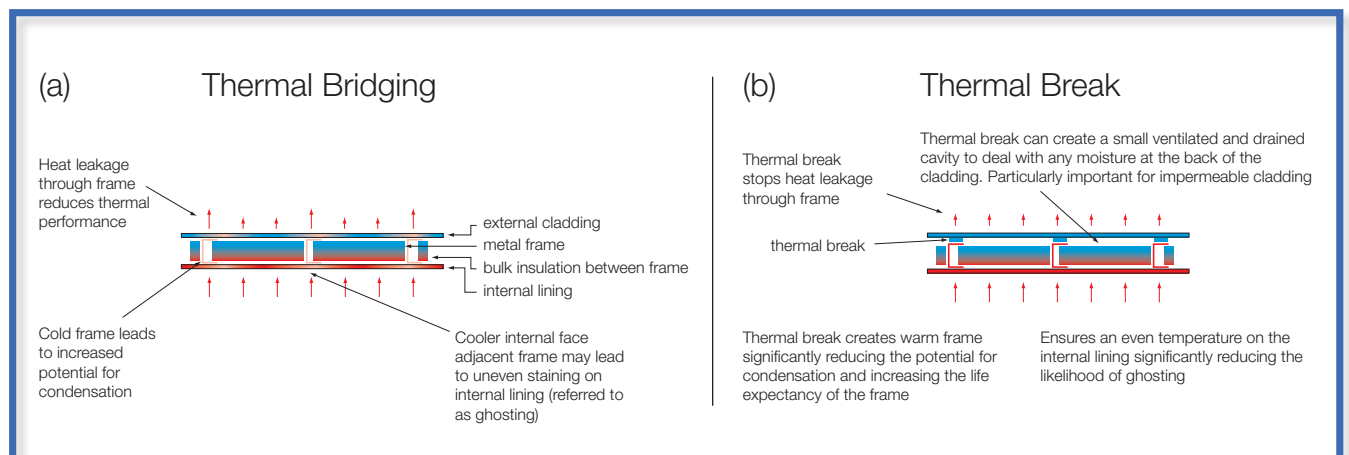 (a)
Thermal Bridging
Heat leakage
through frame
reduces thermal
performance
external cladding
metal frame
bulk insulation between frame
internal lining
Cold frame leads
to increased
potential for
condensation
Cooler internal face
adjacent frame may lead
to uneven staining on
internal lining (referred to
as ghosting)
(b)
Thermal Break
Thermal break can create a small ventilated and drained
cavity to deal with any moisture at the back of the
cladding. Particularly important for impermeable cladding
Thermal break
stops heat leakage
through frame
thermal break
Thermal break creates warm frame
significantly reducing the potential for
condensation and increasing the life
expectancy of the frame
Ensures an even temperature on the
internal lining significantly reducing the
likelihood of ghosting